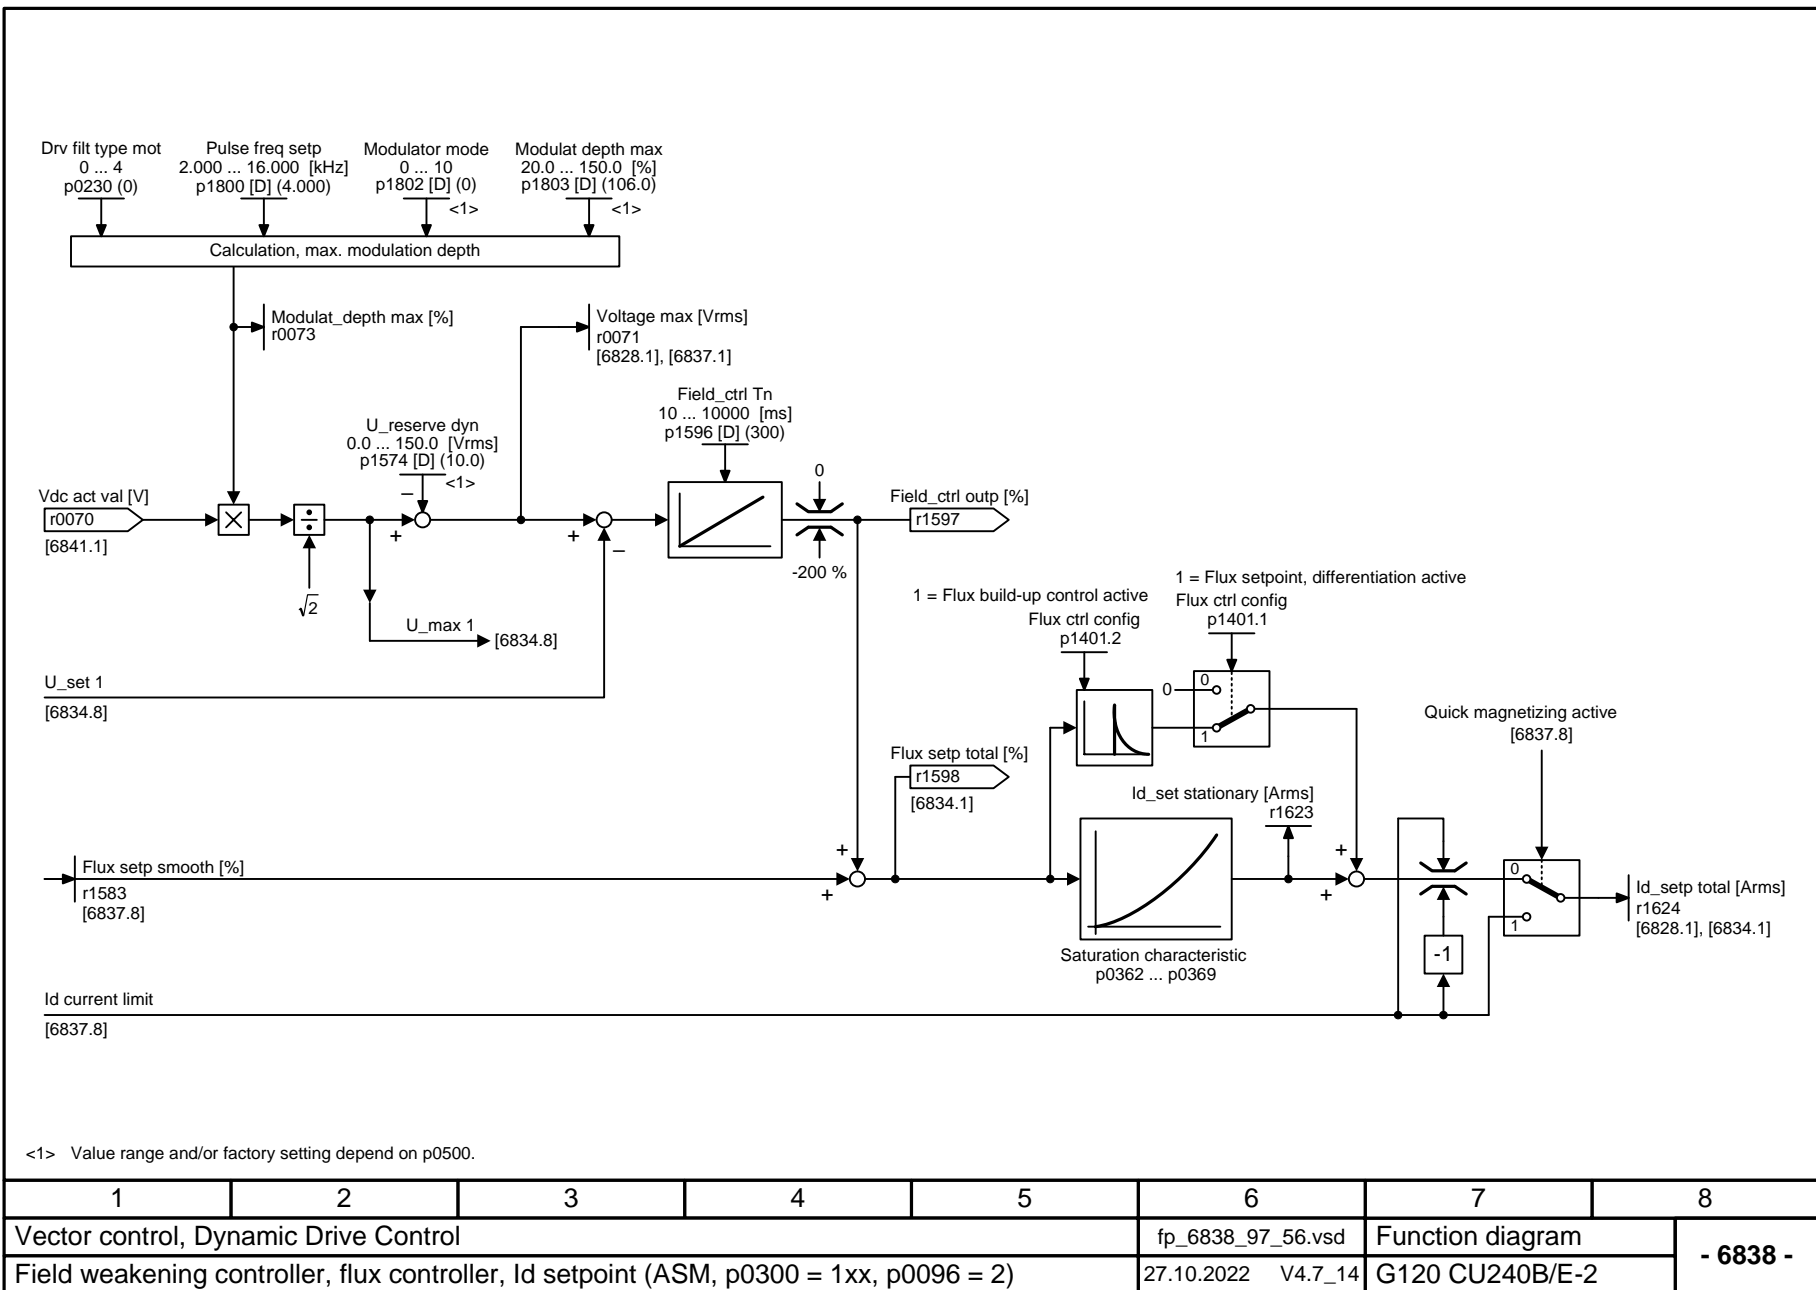 Drv filt type mot
0 ... 4
p0230 (0)
Pulse freq setp
2.000 ... 16.000 [kHz]
p1800 [D] (4.000)
Modulator mode
0 ... 10
p1802 [D] (0)
<1>
Modulat depth max
20.0 ... 150.0 [%]
p1803 [D] (106.0)
<1>
Calculation, max. modulation depth
Modulat_depth max [%]
r0073
Voltage max [Vrms]
r0071
[6828.1], [6837.1]
U_reserve dyn
0.0 ... 150.0 [Vrms]
p1574 [D] (10.0)
<1>
Field_ctrl Tn
10 ... 10000 [ms]
p1596 [D] (300)
Vdc act val [V]
r0070
[6841.1]
×
÷
√2
–
+
+
–
0
-200 %
Field_ctrl outp [%]
r1597
U_max 1
[6834.8]
U_set 1
[6834.8]
1 = Flux build-up control active
Flux ctrl config
p1401.2
1 = Flux setpoint, differentiation active
Flux ctrl config
p1401.1
0
0
1
Quick magnetizing active
[6837.8]
Flux setp total [%]
r1598
[6834.1]
Id_set stationary [Arms]
r1623
Flux setp smooth [%]
r1583
[6837.8]
+
+
+
+
Saturation characteristic
p0362 ... p0369
0
1
-1
Id_setp total [Arms]
r1624
[6828.1], [6834.1]
Id current limit
[6837.8]
<1> Value range and/or factory setting depend on p0500.
1 2 3 4 5 6 7 8
Vector control, Dynamic Drive Control
fp_6838_97_56.vsd
Function diagram
- 6838 -
Field weakening controller, flux controller, Id setpoint (ASM, p0300 = 1xx, p0096 = 2)
27.10.2022 V4.7_14
G120 CU240B/E-2